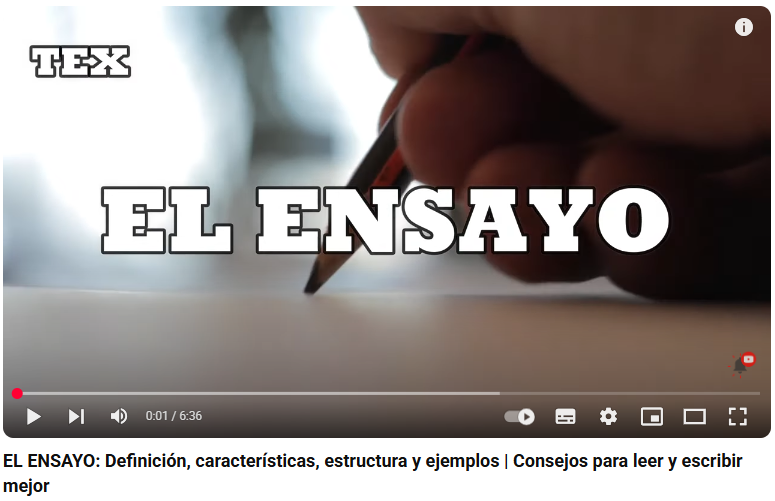 TEX
EL ENSAYO
0:01 / 6:36
EL ENSAYO: Definición, características, estructura y ejemplos | Consejos para leer y escribir
mejor